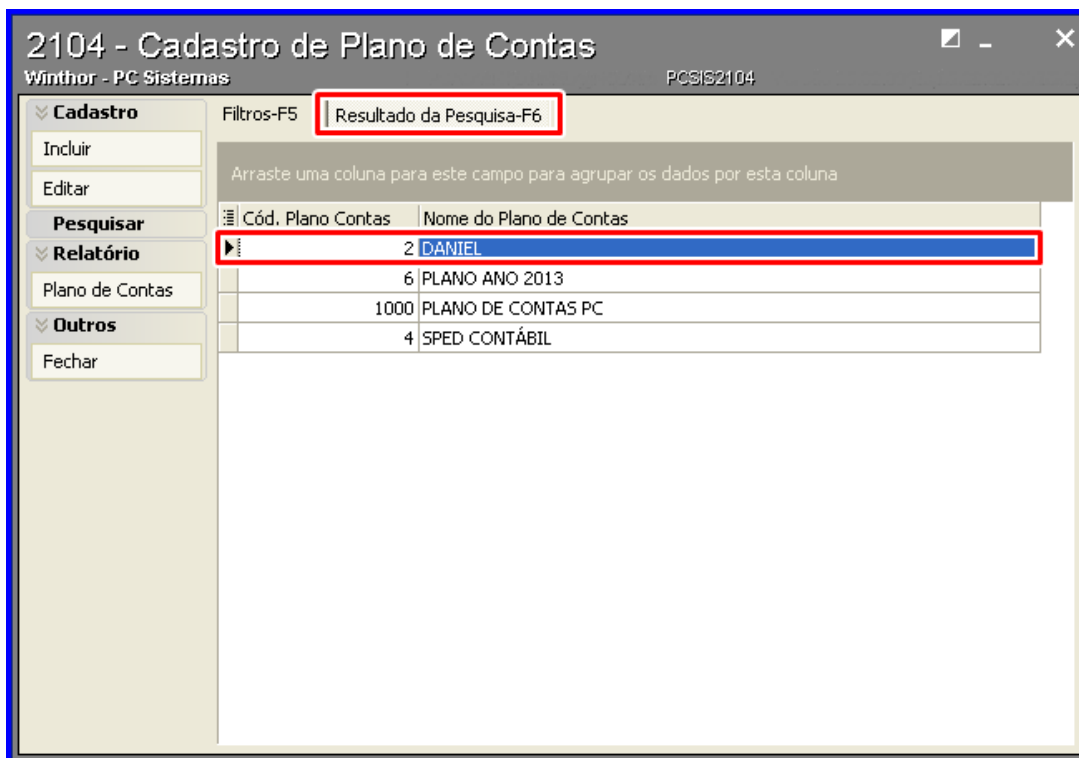 2104 - Cadastro de Plano de Contas
Winthor - PC Sistemas
PCSIS2104
Cadastro
Incluir
Editar
Pesquisar
Relatório
Plano de Contas
Outros
Fechar
Filtros-F5
Resultado da Pesquisa-F6
Arraste uma coluna para este campo para agrupar os dados por esta coluna
Cód. Plano Contas Nome do Plano de Contas
2 DANIEL
6 PLANO ANO 2013
1000 PLANO DE CONTAS PC
4 SPED CONTÁBIL